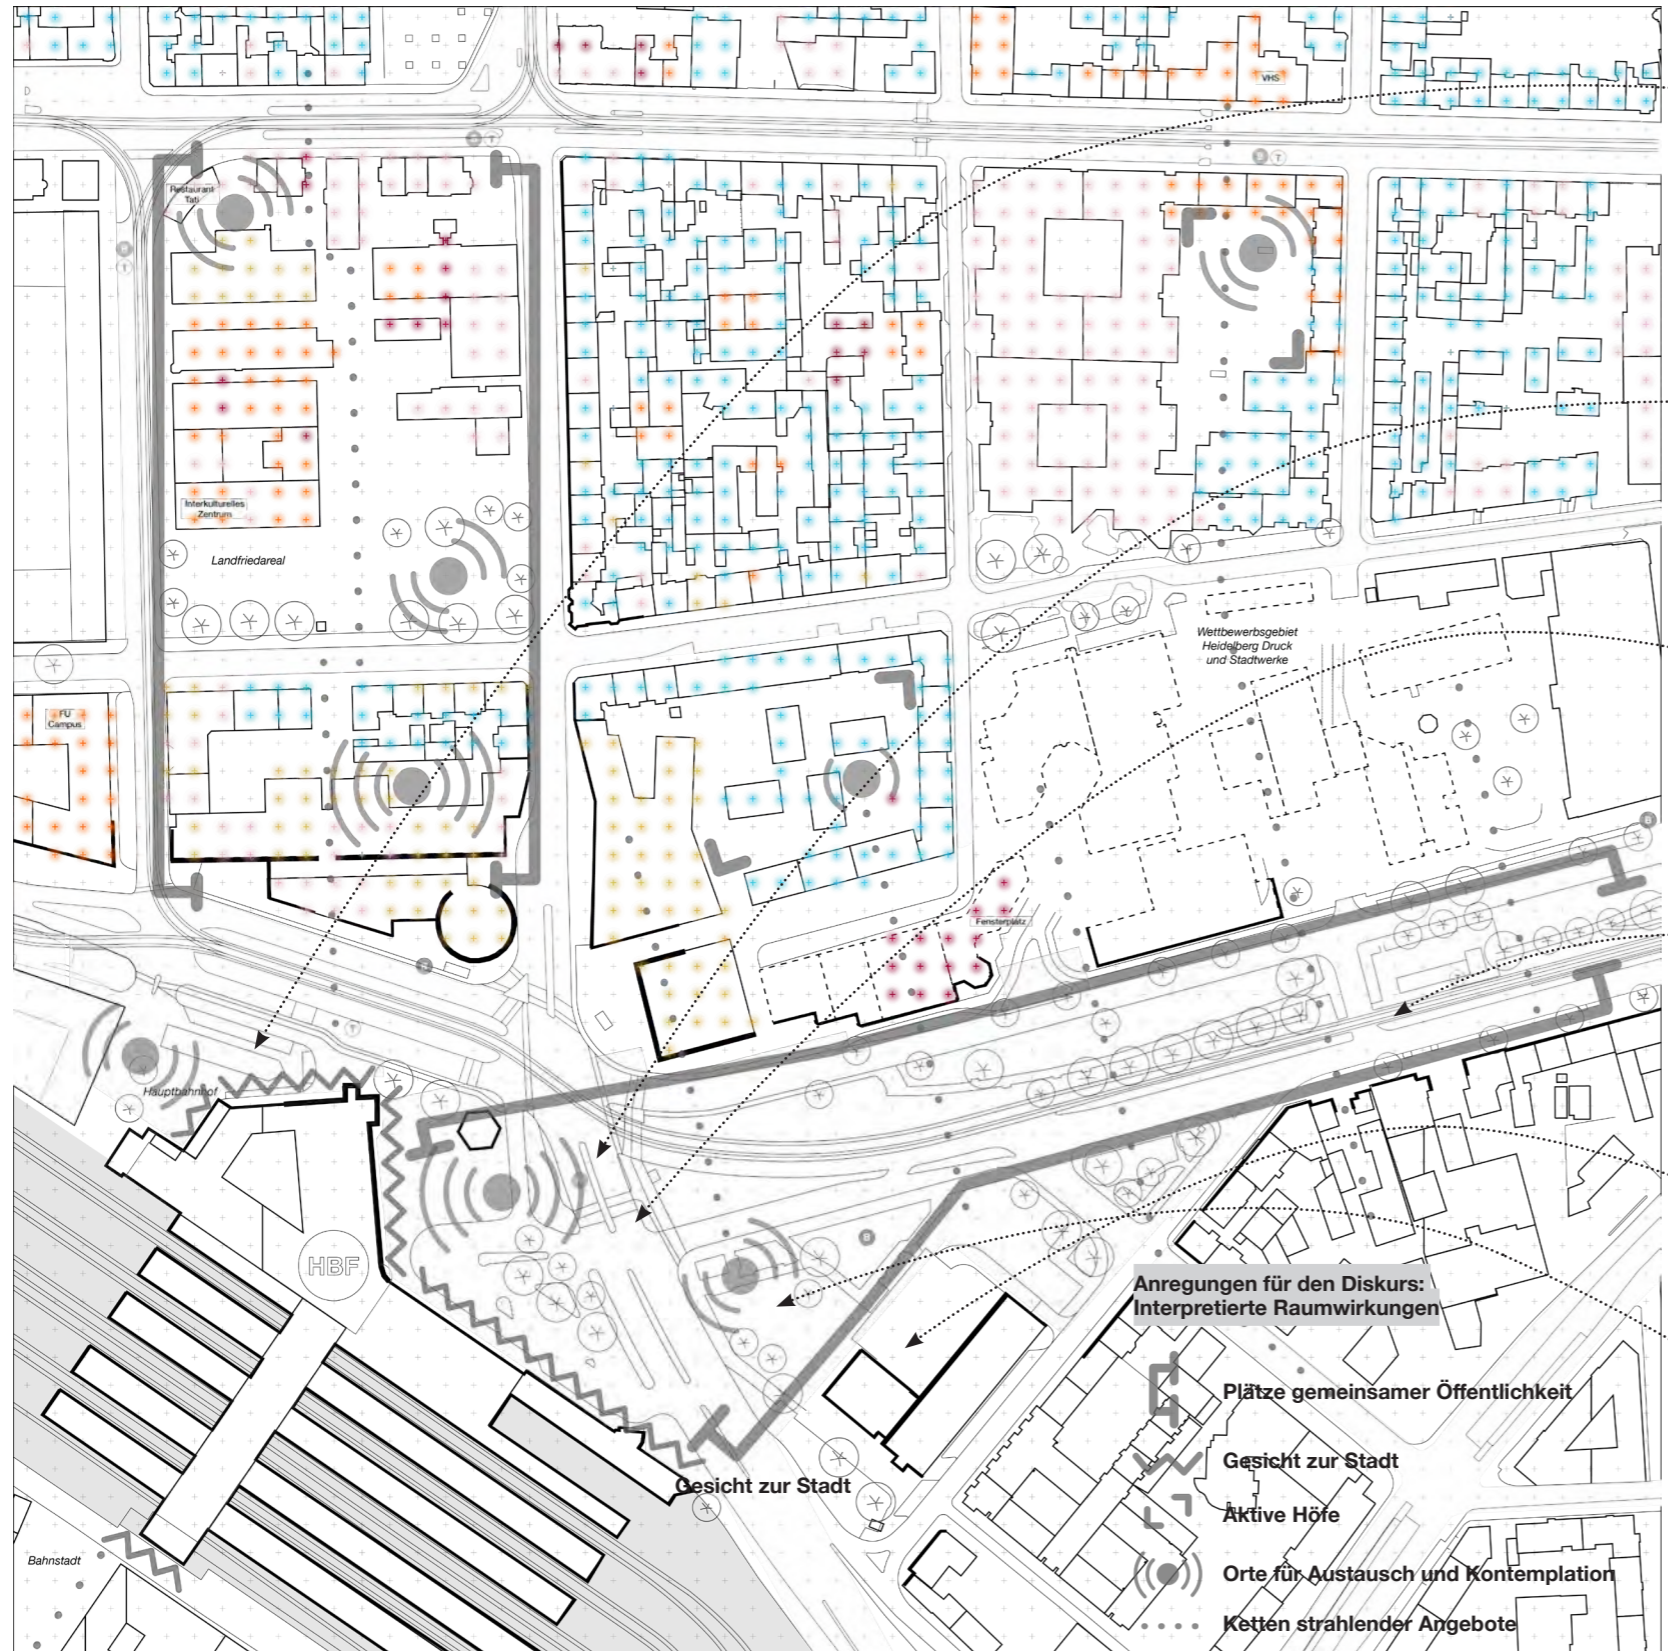 VHS
B T
Restaurant
Tati
B T
B
T
Interkulturelles
Zentrum
Landfriedareal
Wettbewerbsgebiet
Heidelberg Druck
und Stadtwerke
FU
Campus
B
Fensterplatz
B
T
Hauptbahnhof
HBF
B
Anregungen für den Diskurs:
Interpretierte Raumwirkungen
Plätze gemeinsamer Öffentlichkeit
Gesicht zur Stadt
Gesicht zur Stadt
Aktive Höfe
Bahnstadt
Orte für Austausch und Kontemplation
Ketten strahlender Angebote